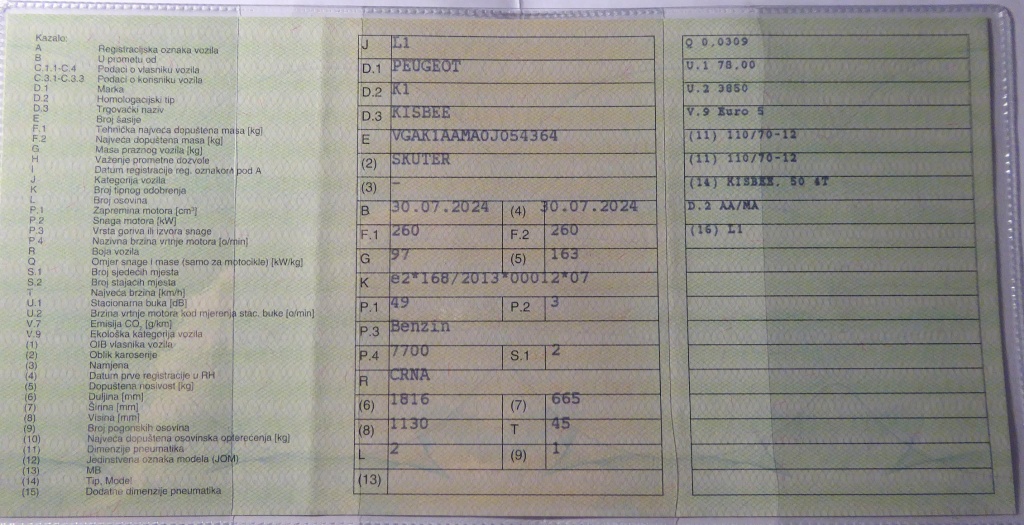 Kazalo:
A Registracijska oznaka vozila
B U prometu od
C.1.1-C.4 Podaci o vlasniku vozila
C.3.1-C.3.3 Podaci o korisniku vozila
D.1 Marka
D.2 Homologacijski tip
D.3 Trgovački naziv
E Broj šasije
F.1 Tehnička najveća dopuštena masa [kg]
F.2 Najveća dopuštena masa [kg]
G Masa praznog vozila [kg]
H Važenje prometne dozvole
I Datum registracije reg. oznakom pod A
J Kategorija vozila
K Broj tipnog odobrenja
L Broj osovina
P.1 Zapremina motora [cm³]
P.2 Snaga motora [kW]
P.3 Vrsta goriva ili izvora snage
P.4 Nazivna brzina vrtnje motora [o/min]
R Boja vozila
Q Omjer snage i mase (samo za motocikle) [kW/kg]
S.1 Broj sjedećih mjesta
S.2 Broj stajaćih mjesta
T Najveća brzina [km/h]
U.1 Stacionarna buka [dB]
U.2 Brzina vrtnje motora kod mjerenja stac. buke [o/min]
V.7 Emisija CO₂ [g/km]
V.9 Ekološka kategorija vozila
(1) OIB vlasnika vozila
(2) Oblik karoserije
(3) Namjena
(4) Datum prve registracije u RH
(5) Dopuštena nosivost [kg]
(6) Duljina [mm]
(7) Širina [mm]
(8) Visina [mm]
(9) Broj pogonskih osovina
(10) Najveća dopuštena osovinska opterećenja [kg]
(11) Dimenzije pneumatika
(12) Jedinstvena oznaka modela (JOM)
(13) MB
(14) Tip, Model
(15) Dodatne dimenzije pneumatika
J L1
D.1 PEUGEOT
D.2 K1
D.3 KISBEE
E VGAK1AAMA0J054364
(2) SKUTER
(3) –
B 30.07.2024 (4) 30.07.2024
F.1 260 F.2 260
G 97 (5) 163
K e2*168/2013*00012*07
P.1 49 P.2 3
P.3 Benzin
P.4 7700 S.1 2
R CRNA
(6) 1816 (7) 665
(8) 1130 T 45
L 2 (9) 1
(13)
Q 0,0309
U.1 78,00
U.2 3850
V.9 Euro 5
(11) 110/70-12
(11) 110/70-12
(14) KISBEE, 50 4T
D.2 AA/MA
(16) L1